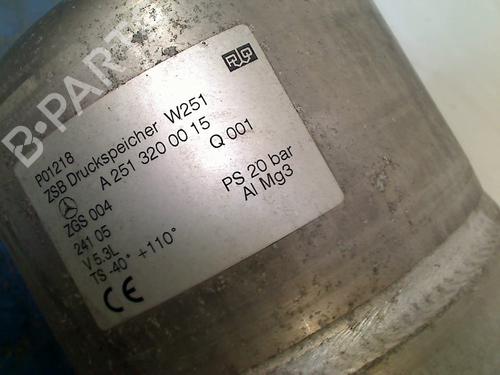 B-PARTS
P01218
ZSB Druckspeicher W251
A 251 320 00 15
ZGS 004 Q 001
241 05
V 5.3L PS 20 bar
TS -40° +110° Al Mg3
CE